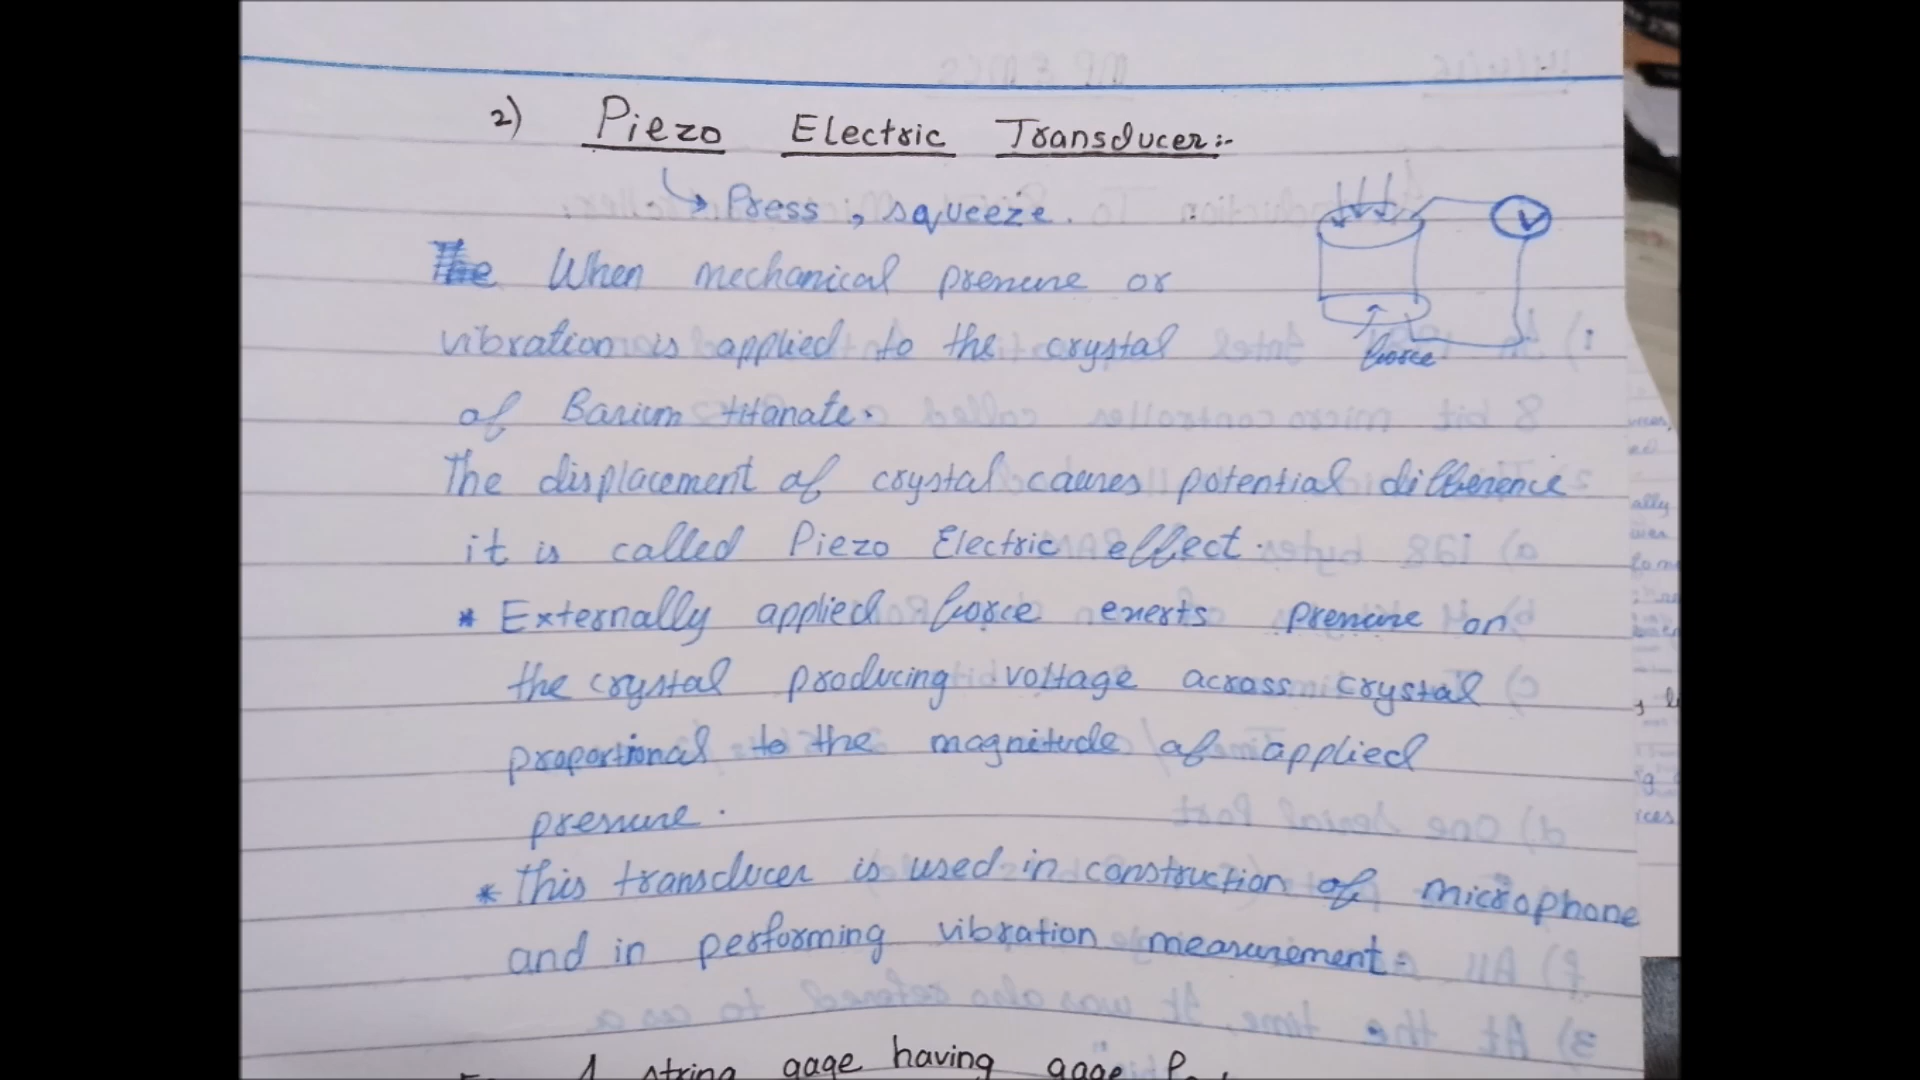 2) Piezo Electric Transducer:-
↳ Press, squeeze.
When mechanical pressure or
vibration is applied to the crystal
force
of Barium titanate.
The displacement of crystal causes potential difference
it is called Piezo Electric effect.
* Externally applied force exerts pressure on
the crystal producing voltage across crystal
proportional to the magnitude of applied
pressure.
* This transducer is used in construction of microphone
and in performing vibration measurement.
gage having gage